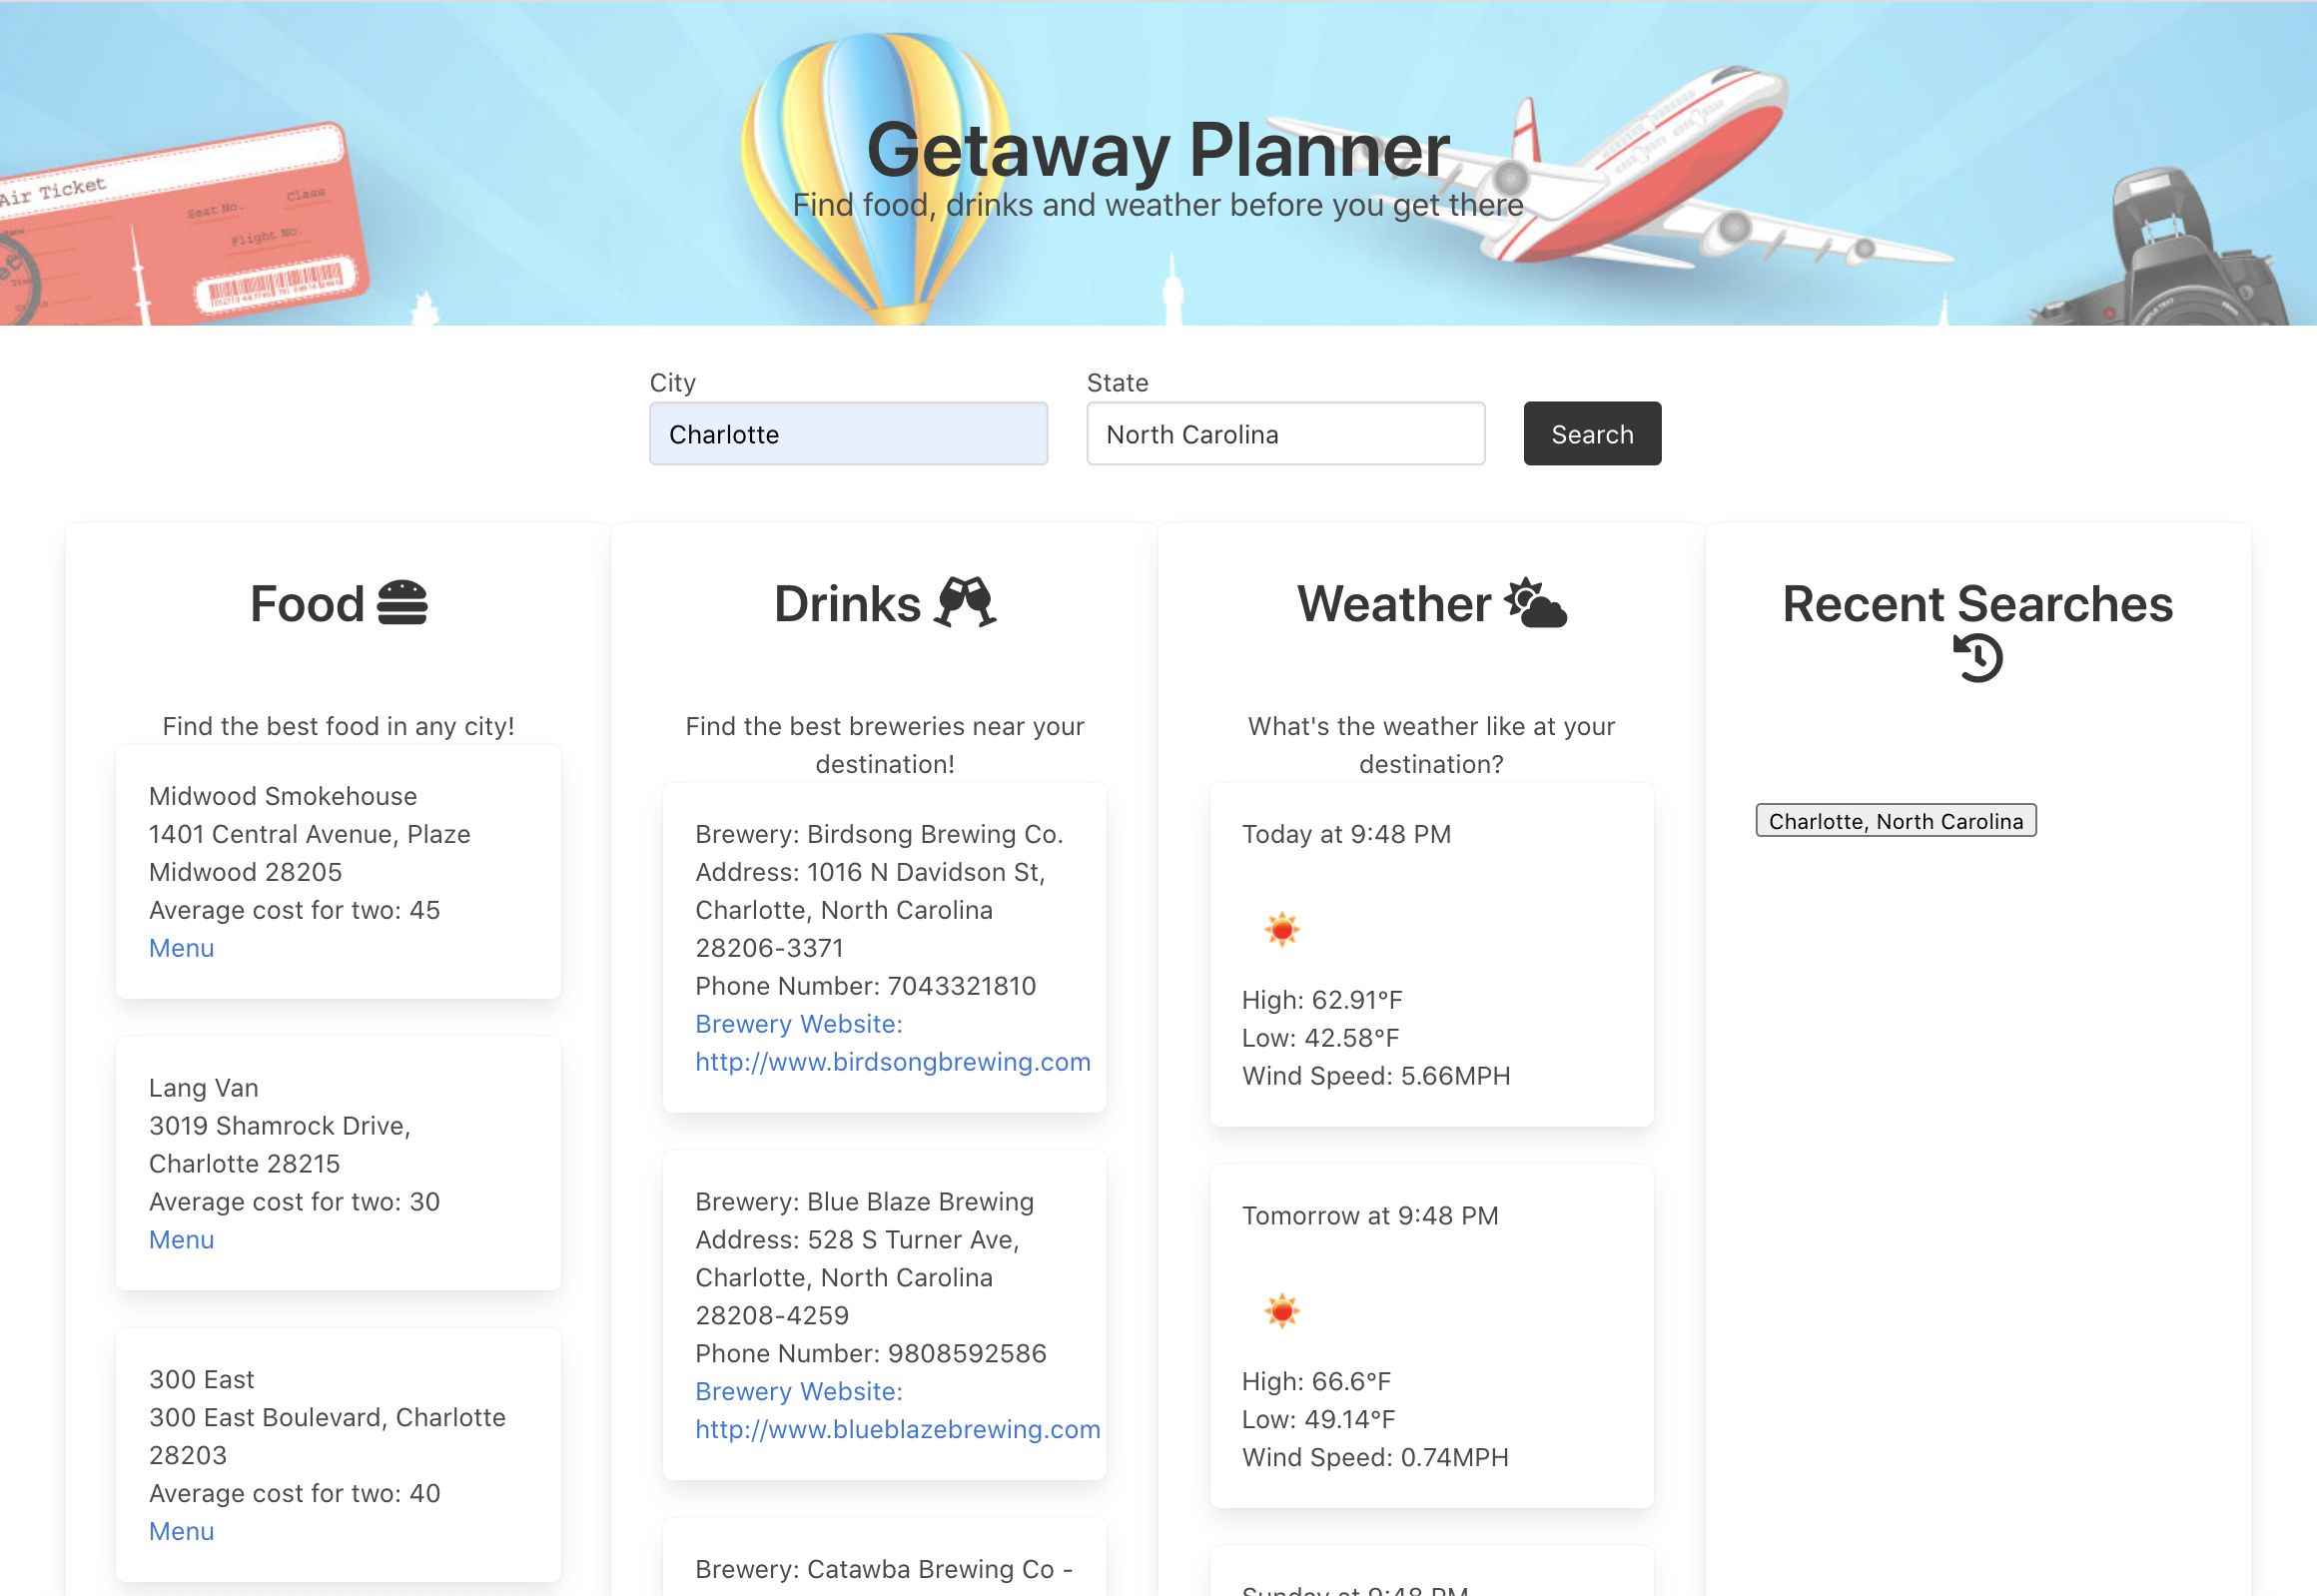 Getaway Planner
Find food, drinks and weather before you get there
Air Ticket
Seat No.
Class
Flight No.
City
State
Charlotte
North Carolina
Search
Food
Find the best food in any city!
Midwood Smokehouse
1401 Central Avenue, Plaze
Midwood 28205
Average cost for two: 45
Menu
Lang Van
3019 Shamrock Drive,
Charlotte 28215
Average cost for two: 30
Menu
300 East
300 East Boulevard, Charlotte
28203
Average cost for two: 40
Menu
Drinks
Find the best breweries near your
destination!
Brewery: Birdsong Brewing Co.
Address: 1016 N Davidson St,
Charlotte, North Carolina
28206-3371
Phone Number: 7043321810
Brewery Website:
http://www.birdsongbrewing.com
Brewery: Blue Blaze Brewing
Address: 528 S Turner Ave,
Charlotte, North Carolina
28208-4259
Phone Number: 9808592586
Brewery Website:
http://www.blueblazebrewing.com
Brewery: Catawba Brewing Co -
Weather
What's the weather like at your
destination?
Today at 9:48 PM
High: 62.91°F
Low: 42.58°F
Wind Speed: 5.66MPH
Tomorrow at 9:48 PM
High: 66.6°F
Low: 49.14°F
Wind Speed: 0.74MPH
Sunday at 9:48 PM
Recent Searches
Charlotte, North Carolina